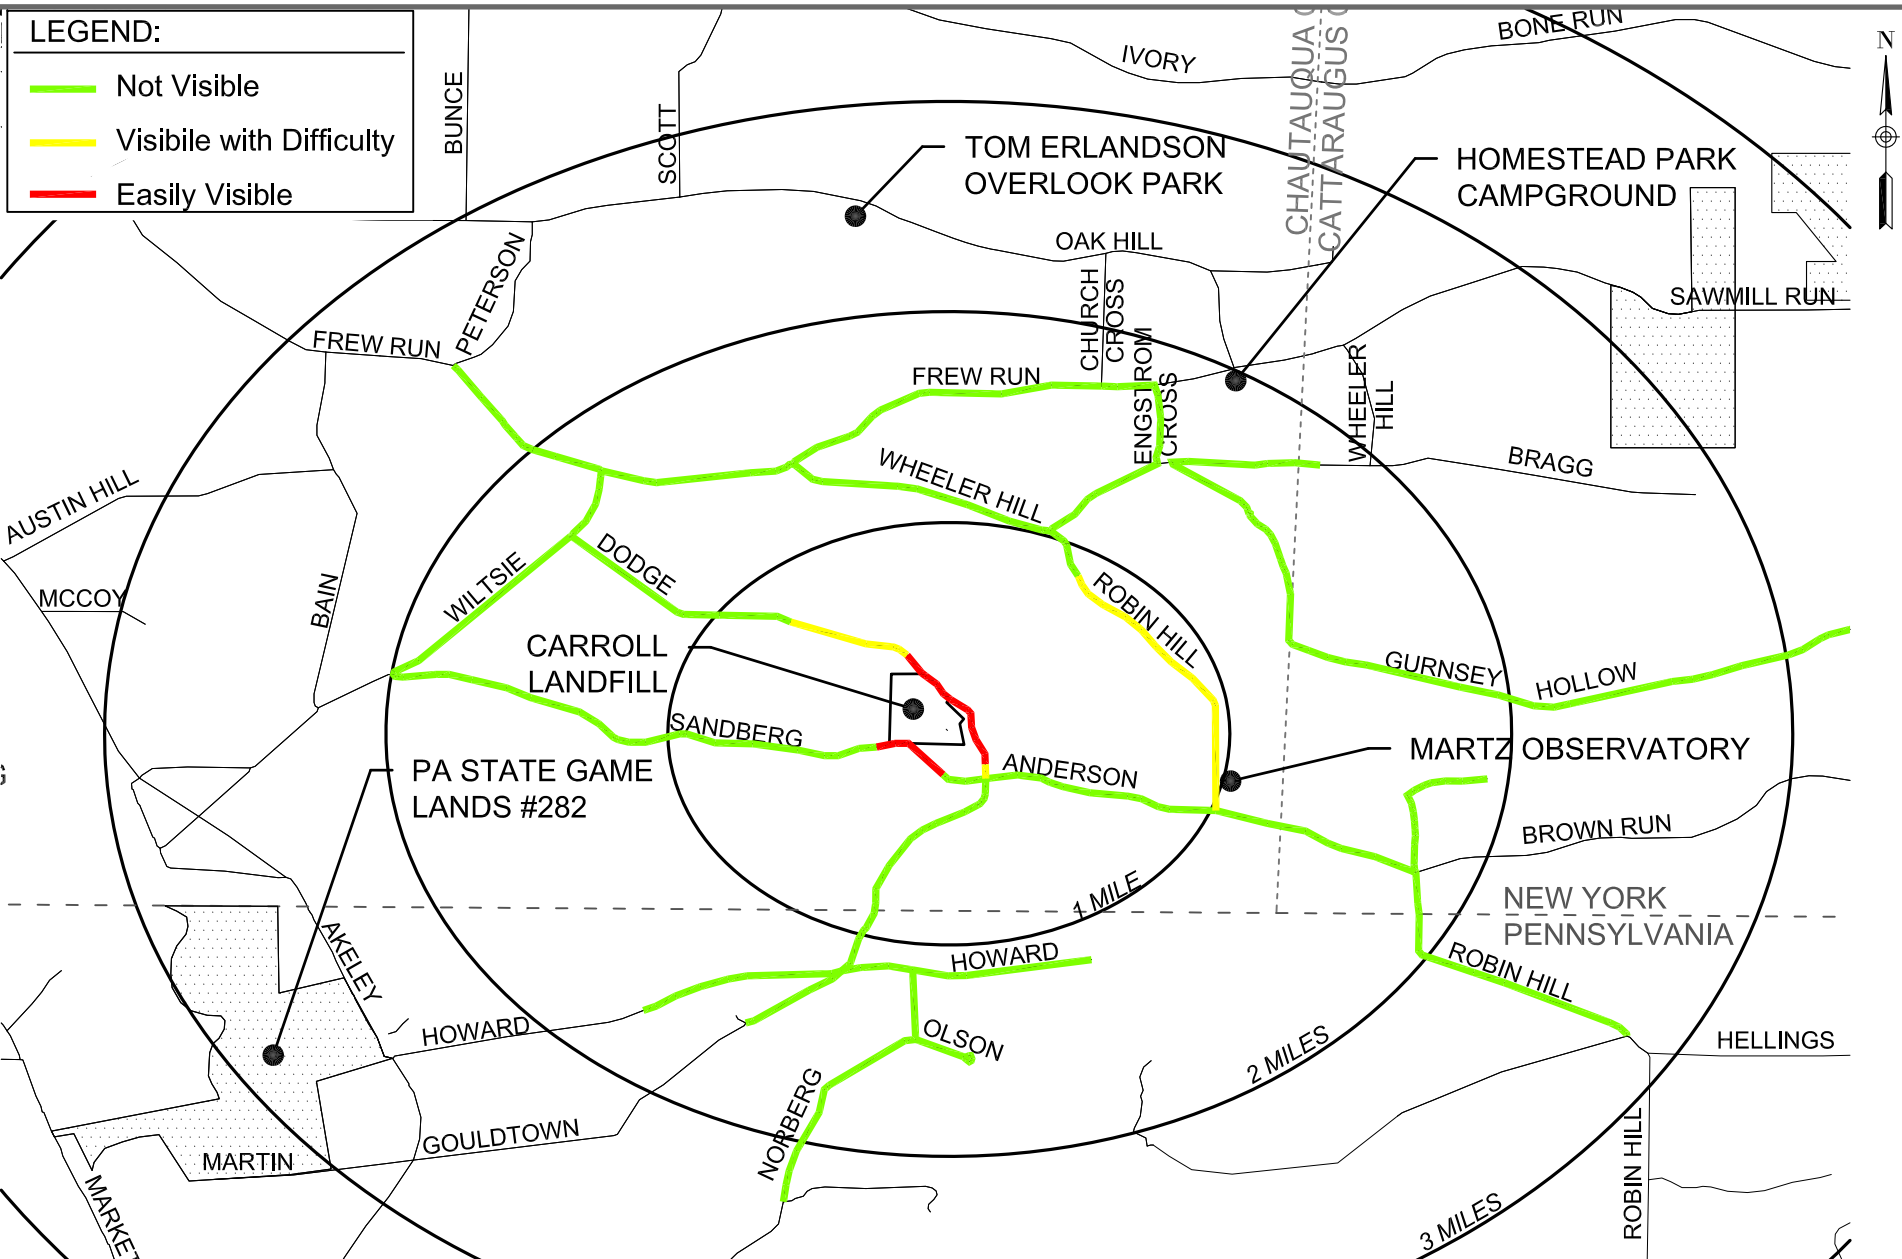 LEGEND:
Not Visible
Visibile with Difficulty
Easily Visible
BUNCE
SCOTT
IVORY
BONE RUN
N
CHAUTAUQUA
CATTARAUGUS
TOM ERLANDSON
OVERLOOK PARK
HOMESTEAD PARK
CAMPGROUND
PETERSON
OAK HILL
CHURCH
CROSS
SAWMILL RUN
FREW RUN
FREW RUN
ENGSTROM
CROSS
WHEELER
HILL
AUSTIN HILL
WHEELER HILL
BRAGG
MCCOY
BAIN
WILTSIE
DODGE
ROBIN HILL
CARROLL
LANDFILL
GURNSEY
HOLLOW
SANDBERG
ANDERSON
MARTZ OBSERVATORY
PA STATE GAME
LANDS #282
BROWN RUN
1 MILE
NEW YORK
PENNSYLVANIA
AKELEY
HOWARD
HOWARD
ROBIN HILL
OLSON
2 MILES
HELLINGS
NORBERG
GOULDTOWN
MARTIN
MARKET
ROBIN HILL
3 MILES